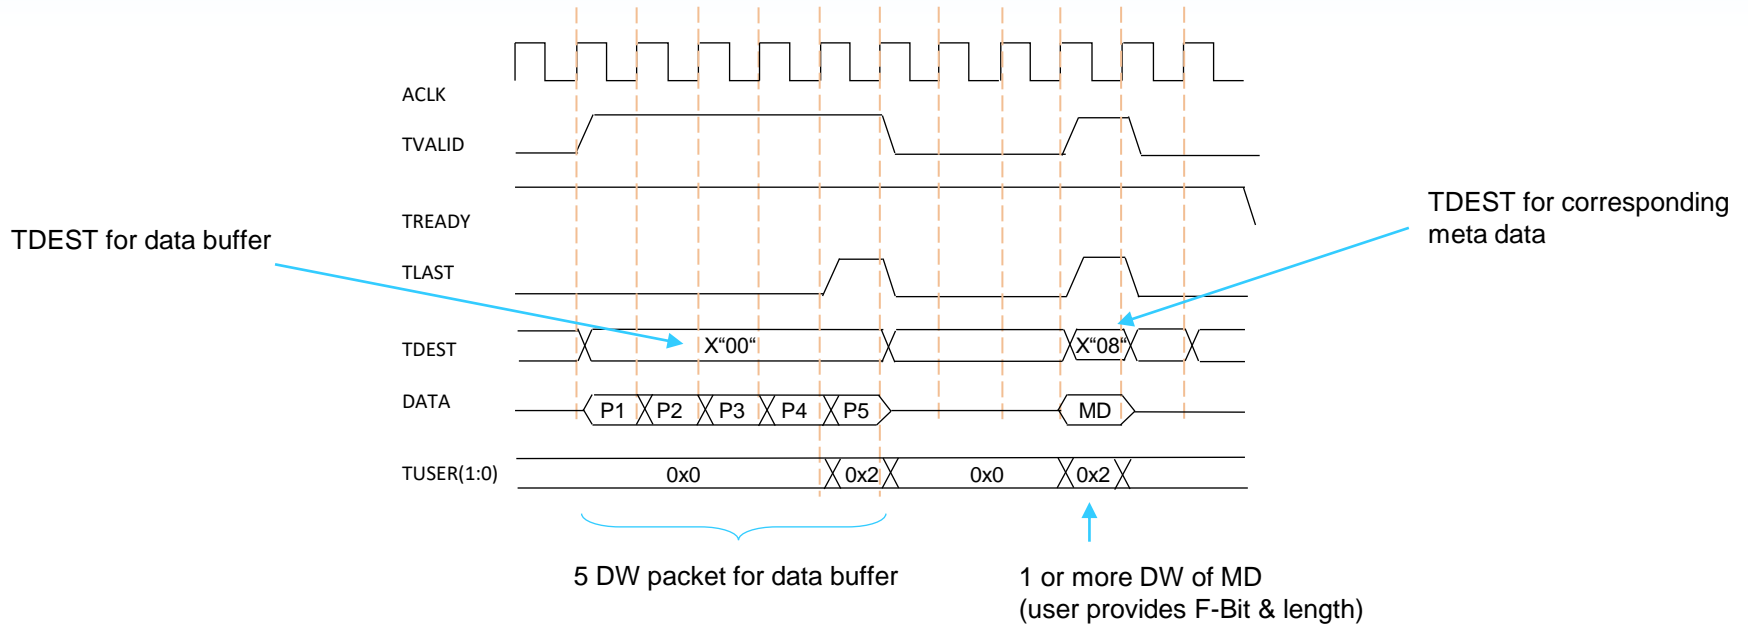 ACLK
TVALID
TREADY
TDEST for data buffer
TDEST for corresponding
meta data
TLAST
TDEST
X“00“
X“08“
DATA
P1 P2 P3 P4 P5 MD
TUSER(1:0)
0x0 0x2 0x0 0x2
5 DW packet for data buffer
1 or more DW of MD
(user provides F-Bit & length)